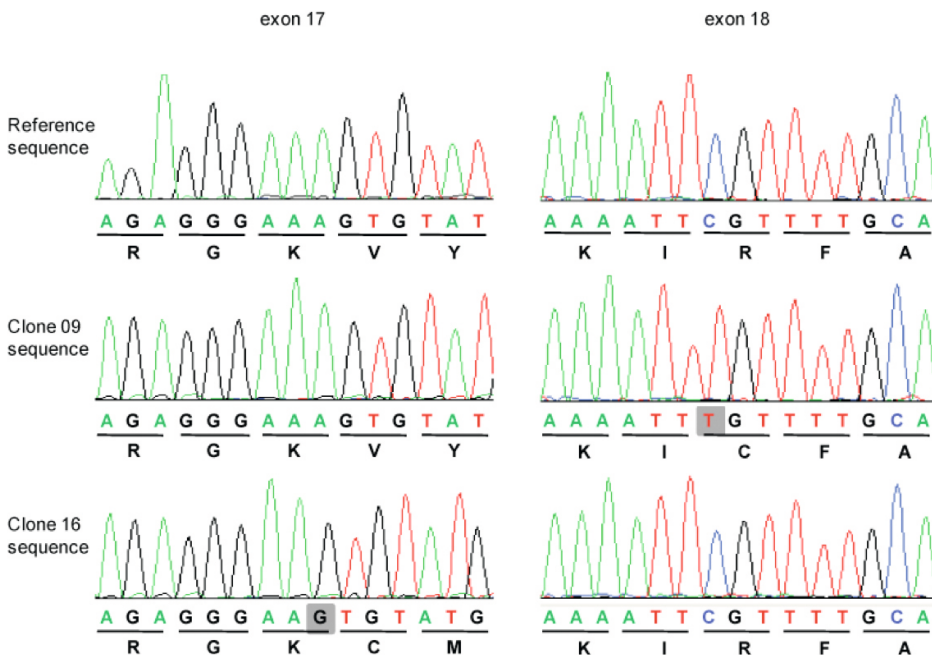 exon 17 exon 18
Reference sequence
A G A G G G A A A G T G T A T
R G K V Y
A A A A T T C G T T T T G C A
K I R F A
Clone 09 sequence
A G A G G G A A A G T G T A T
R G K V Y
A A A A T T T G T T T T G C A
K I C F A
Clone 16 sequence
A G A G G G A A G T G T A T G
R G K C M
A A A A T T C G T T T T G C A
K I R F A